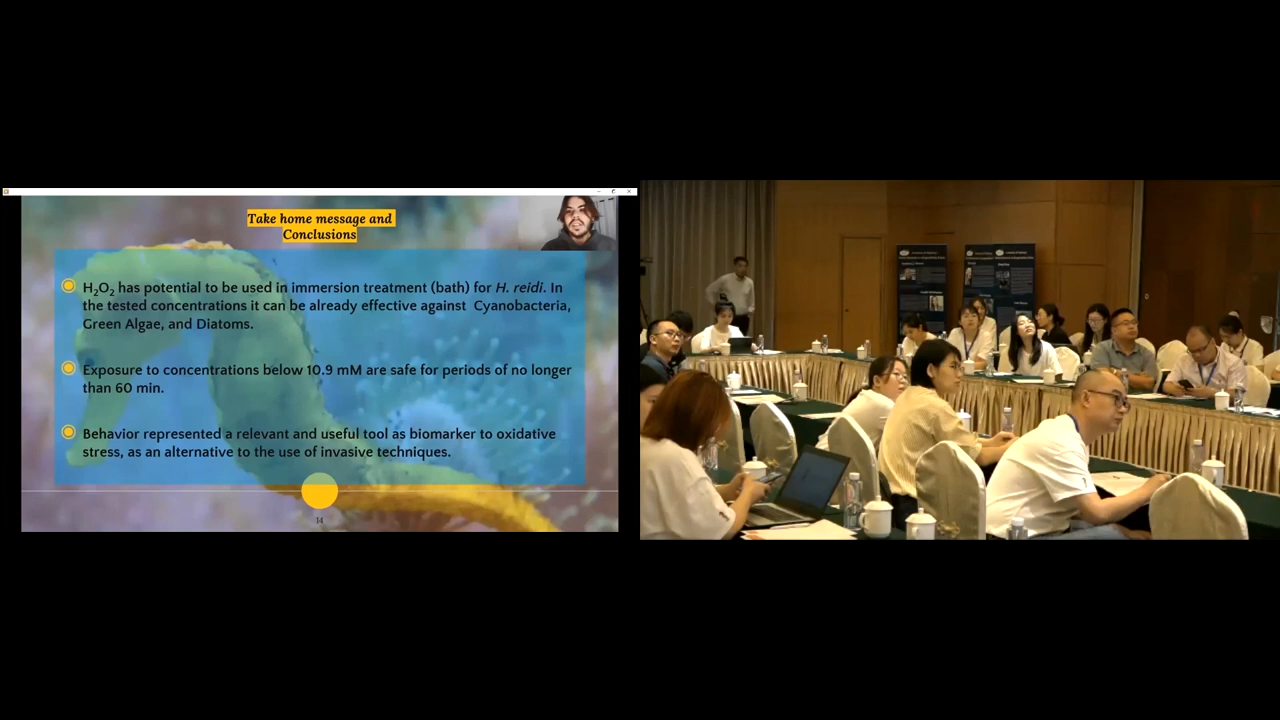 Take home message and
Conclusions
H₂O₂ has potential to be used in immersion treatment (bath) for H. reidi. In
the tested concentrations it can be already effective against Cyanobacteria,
Green Algae, and Diatoms.
Exposure to concentrations below 10.9 mM are safe for periods of no longer
than 60 min.
Behavior represented a relevant and useful tool as biomarker to oxidative
stress, as an alternative to the use of invasive techniques.
14